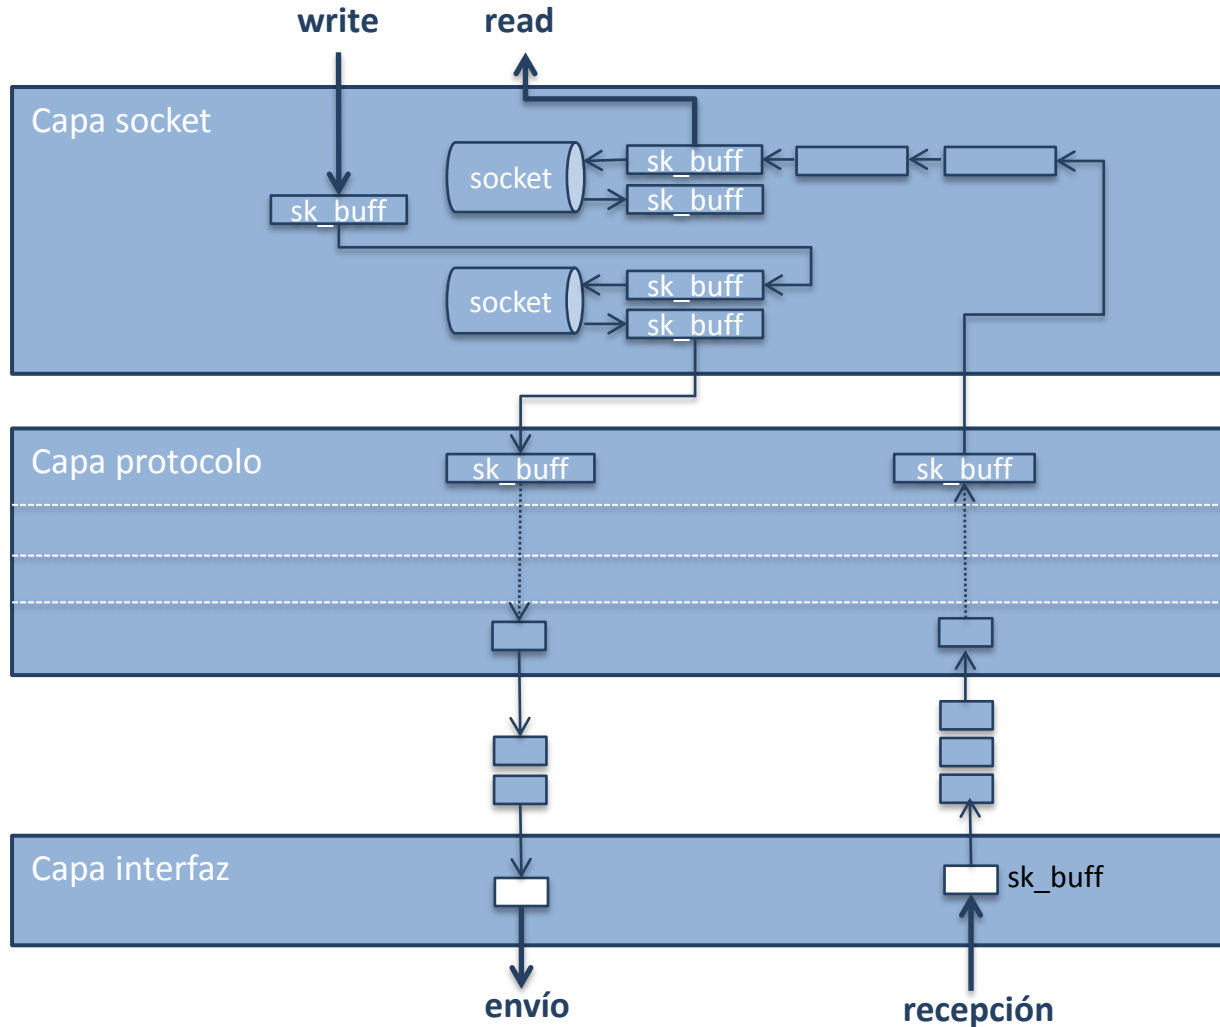 write
read
Capa socket
socket
sk_buff
sk_buff
sk_buff
socket
sk_buff
sk_buff
Capa protocolo
sk_buff
sk_buff
Capa interfaz
sk_buff
envío
recepción